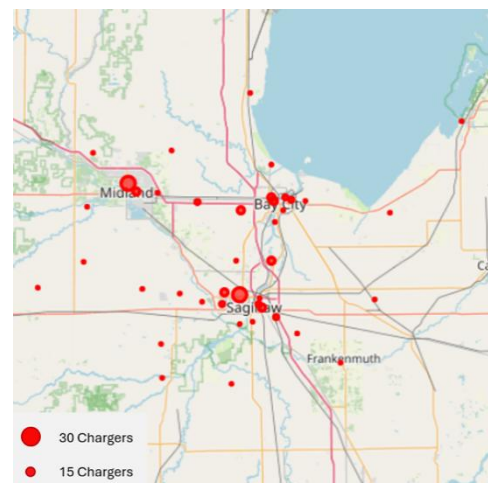 Midland
Bay City
Ca
Saginaw
Frankenmuth
30 Chargers
15 Chargers